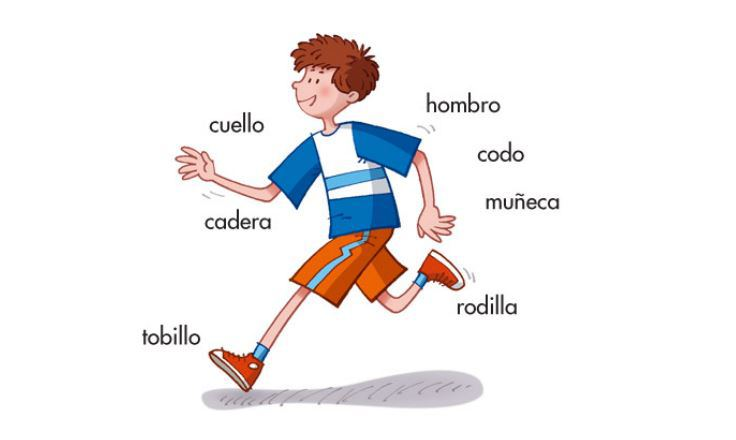 hombro
cuello
codo
muñeca
cadera
rodilla
tobillo